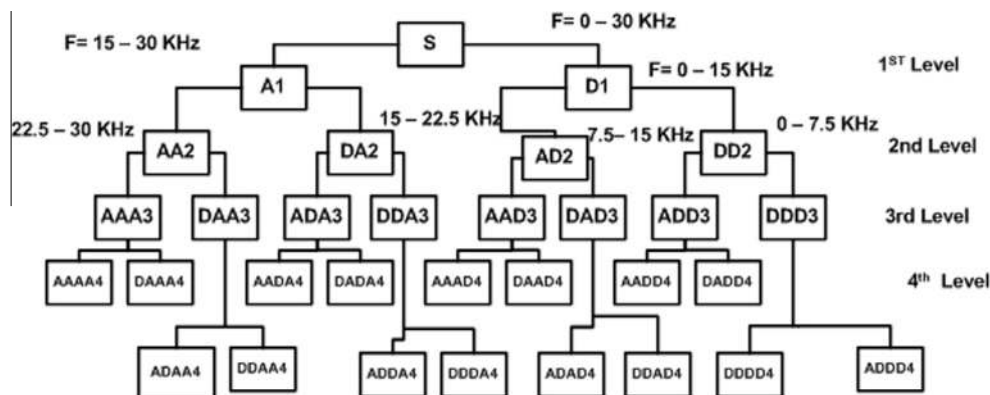 F= 0 – 30 KHz
F= 15 – 30 KHz
S
1ST Level
A1
D1
F= 0 – 15 KHz
22.5 – 30 KHz
15 – 22.5 KHz
7.5– 15 KHz
0 – 7.5 KHz
AA2
DA2
AD2
DD2
2nd Level
AAA3
DAA3
ADA3
DDA3
AAD3
DAD3
ADD3
DDD3
3rd Level
AAAA4
DAAA4
AADA4
DADA4
AAAD4
DAAD4
AADD4
DADD4
4th Level
ADAA4
DDAA4
ADDA4
DDDA4
ADAD4
DDAD4
DDDD4
ADDD4